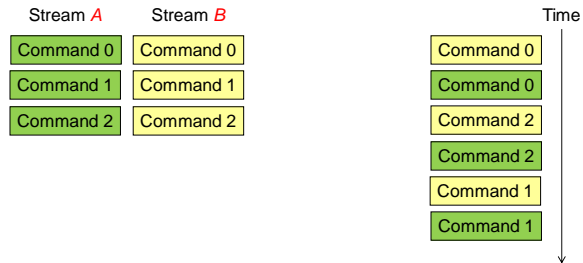 Stream A Stream B Time
Command 0 Command 0 Command 0
Command 1 Command 1 Command 0
Command 2 Command 2 Command 2
Command 2
Command 1
Command 1